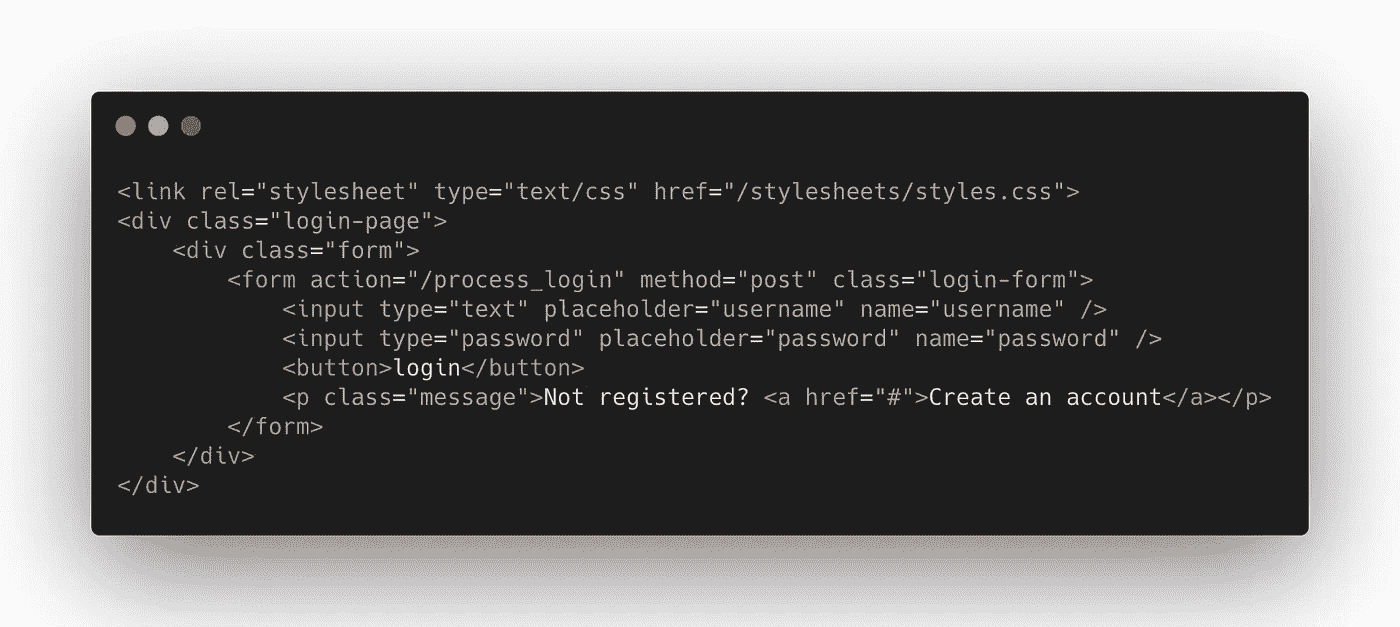 <link rel="stylesheet" type="text/css" href="/stylesheets/styles.css">
<div class="login-page">
    <div class="form">
        <form action="/process_login" method="post" class="login-form">
            <input type="text" placeholder="username" name="username" />
            <input type="password" placeholder="password" name="password" />
            <button>login</button>
            <p class="message">Not registered? <a href="#">Create an account</a></p>
        </form>
    </div>
</div>